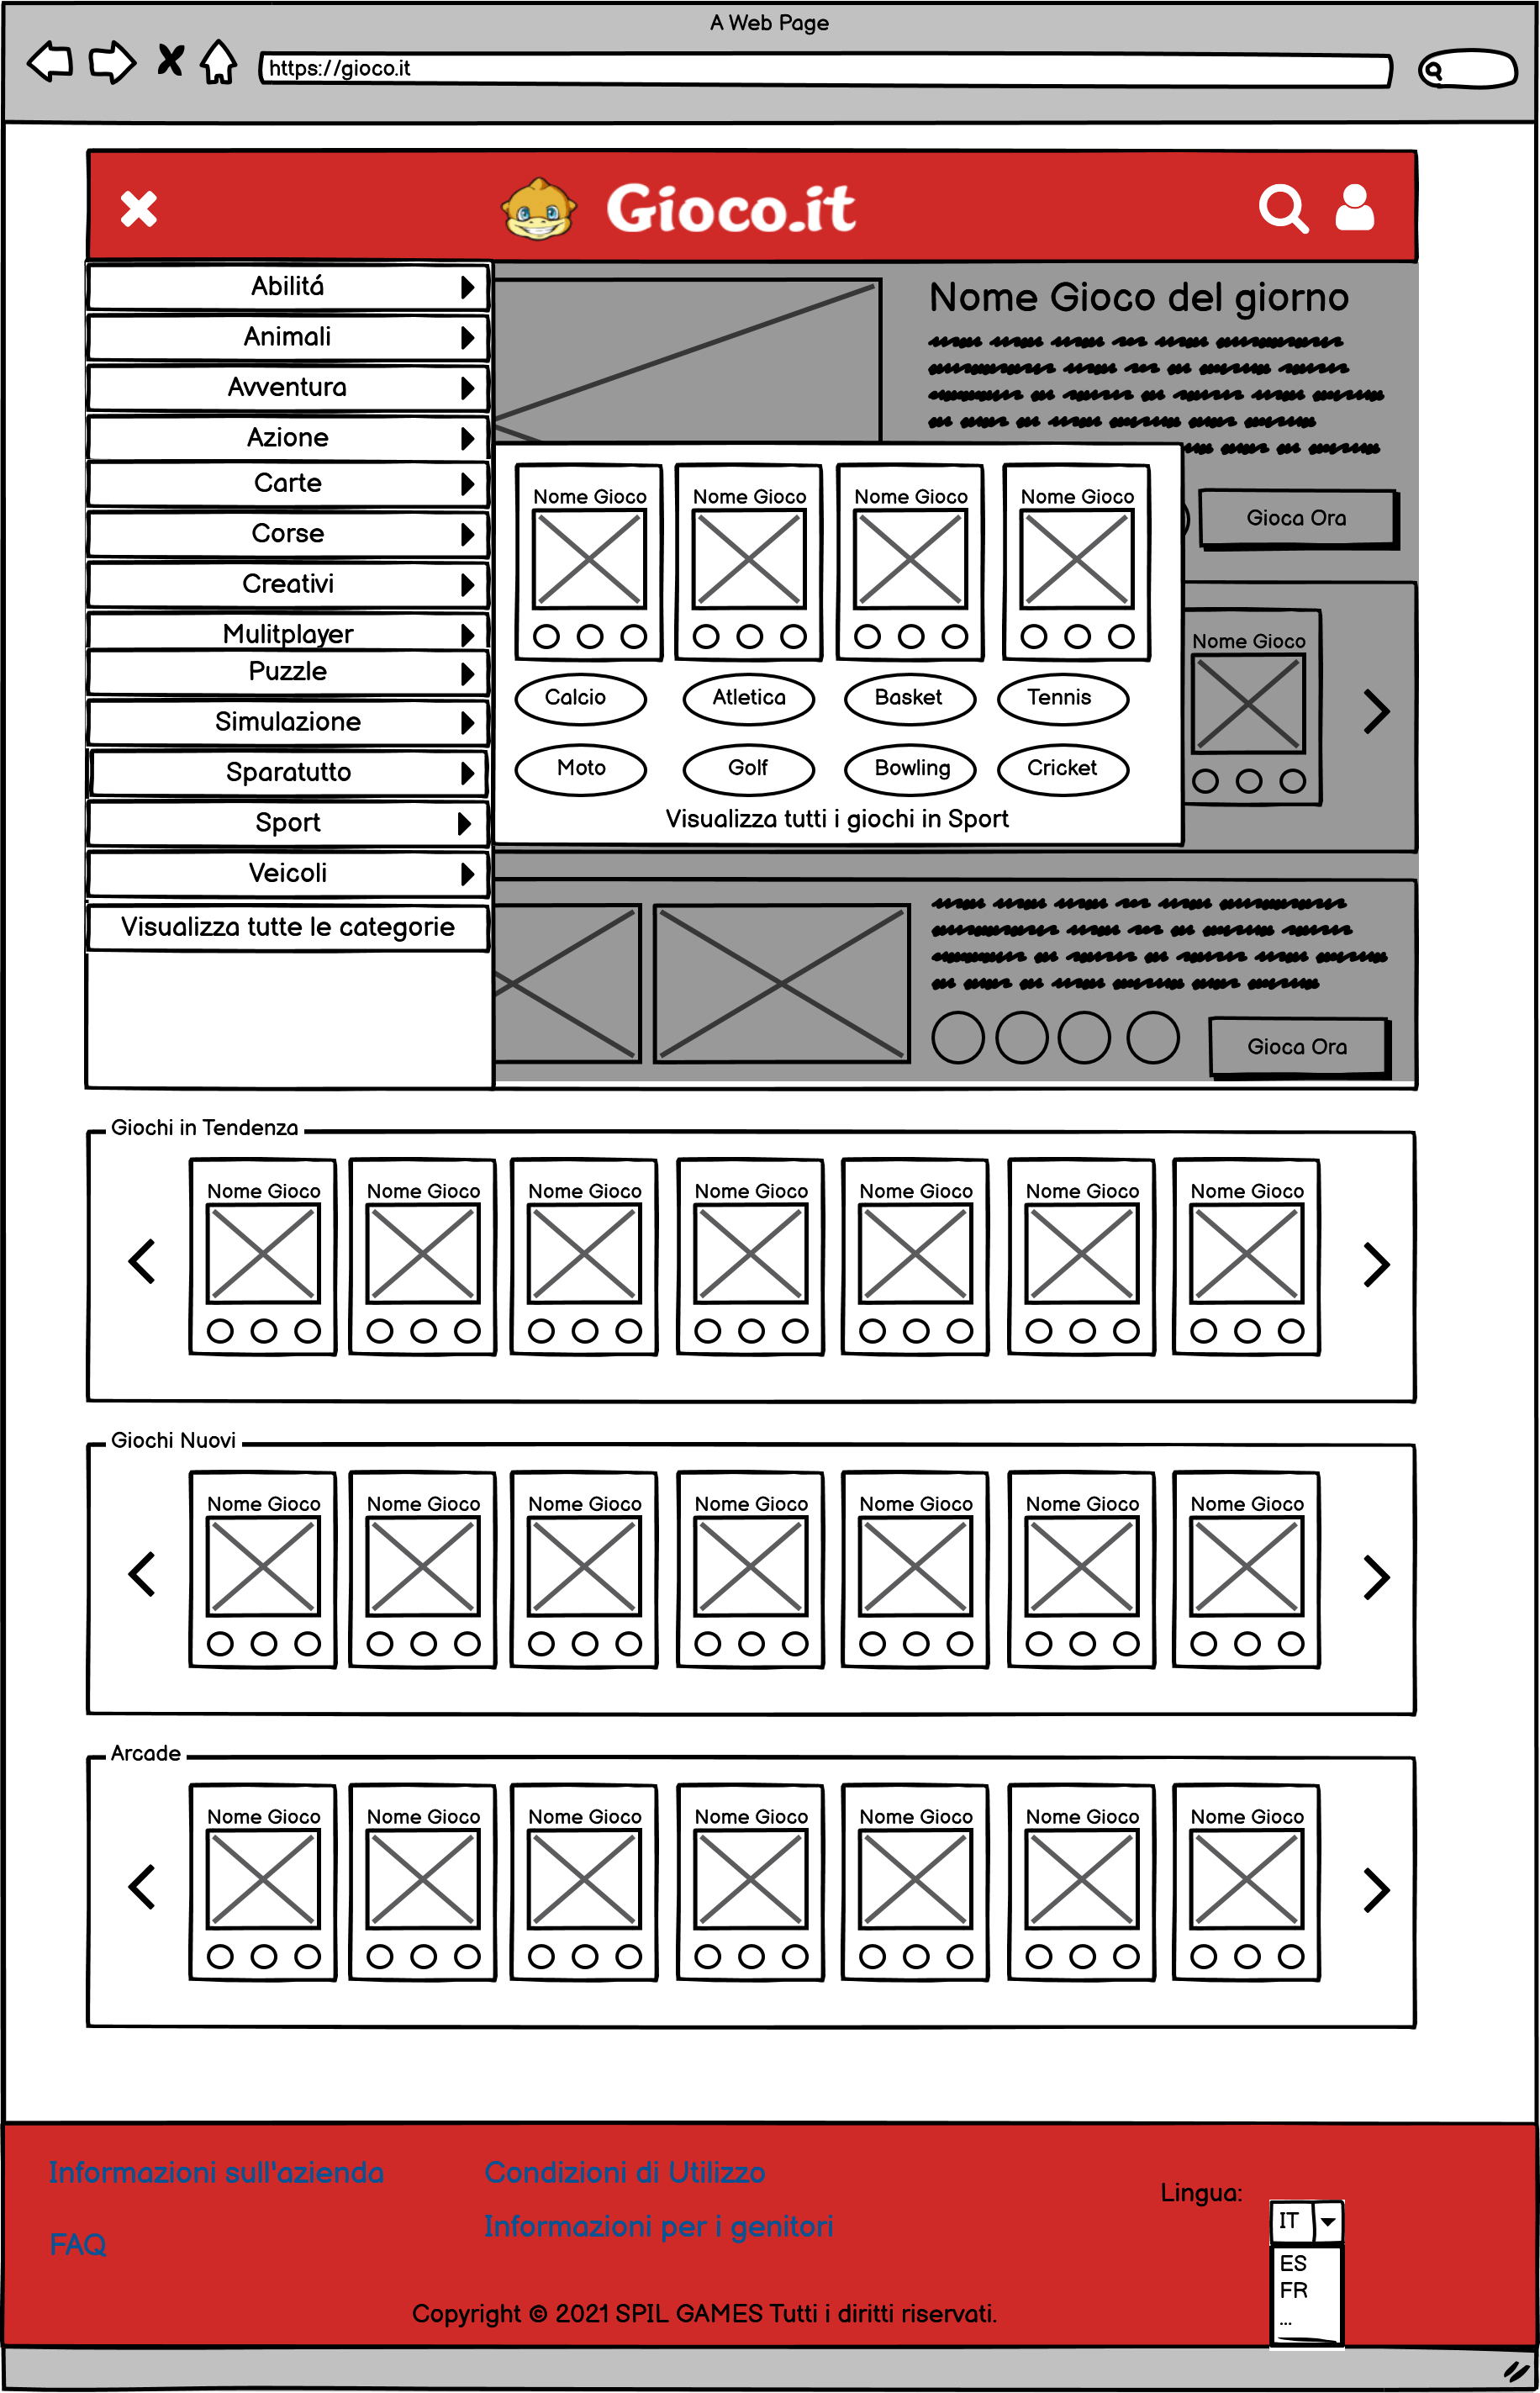 A Web Page
https://gioco.it
Gioco.it
Abilitá
Animali
Avventura
Azione
Carte
Corse
Creativi
Mulitplayer
Puzzle
Simulazione
Sparatutto
Sport
Veicoli
Visualizza tutte le categorie
Nome Gioco del giorno
Gioca Ora
Nome Gioco Nome Gioco Nome Gioco Nome Gioco
Calcio Atletica Basket Tennis
Moto Golf Bowling Cricket
Visualizza tutti i giochi in Sport
Nome Gioco
Gioca Ora
Giochi in Tendenza
Nome Gioco Nome Gioco Nome Gioco Nome Gioco Nome Gioco Nome Gioco Nome Gioco
Giochi Nuovi
Nome Gioco Nome Gioco Nome Gioco Nome Gioco Nome Gioco Nome Gioco Nome Gioco
Arcade
Nome Gioco Nome Gioco Nome Gioco Nome Gioco Nome Gioco Nome Gioco Nome Gioco
Informazioni sull'azienda
FAQ
Condizioni di Utilizzo
Informazioni per i genitori
Lingua:
IT
ES
FR
...
Copyright © 2021 SPIL GAMES Tutti i diritti riservati.